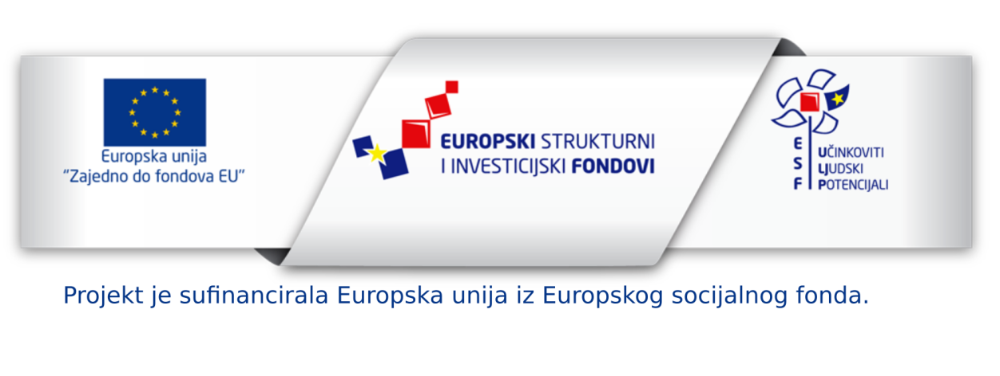 Europska unija
“Zajedno do fondova EU”
EUROPSKI STRUKTURNI
I INVESTICIJSKI FONDOVI
E
S
F
UČINKOVITI
LJUDSKI
POTENCIJALI
Projekt je sufinancirala Europska unija iz Europskog socijalnog fonda.